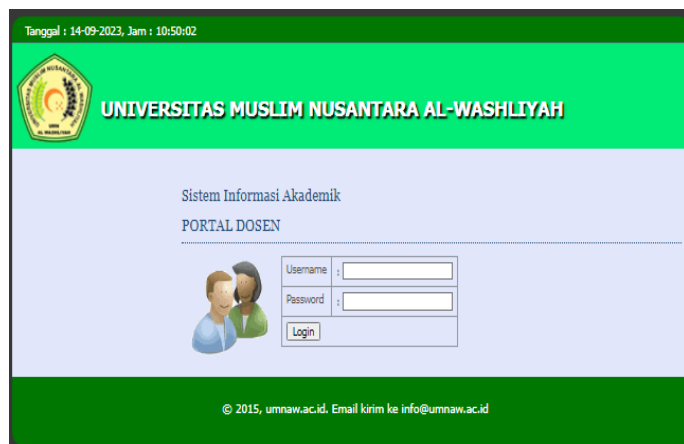 Tanggal : 14-09-2023, Jam : 10:50:02
UNIVERSITAS MUSLIM NUSANTARA AL-WASHLIYAH
Sistem Informasi Akademik
PORTAL DOSEN
Username :
Password :
Login
© 2015, umnaw.ac.id. Email kirim ke info@umnaw.ac.id